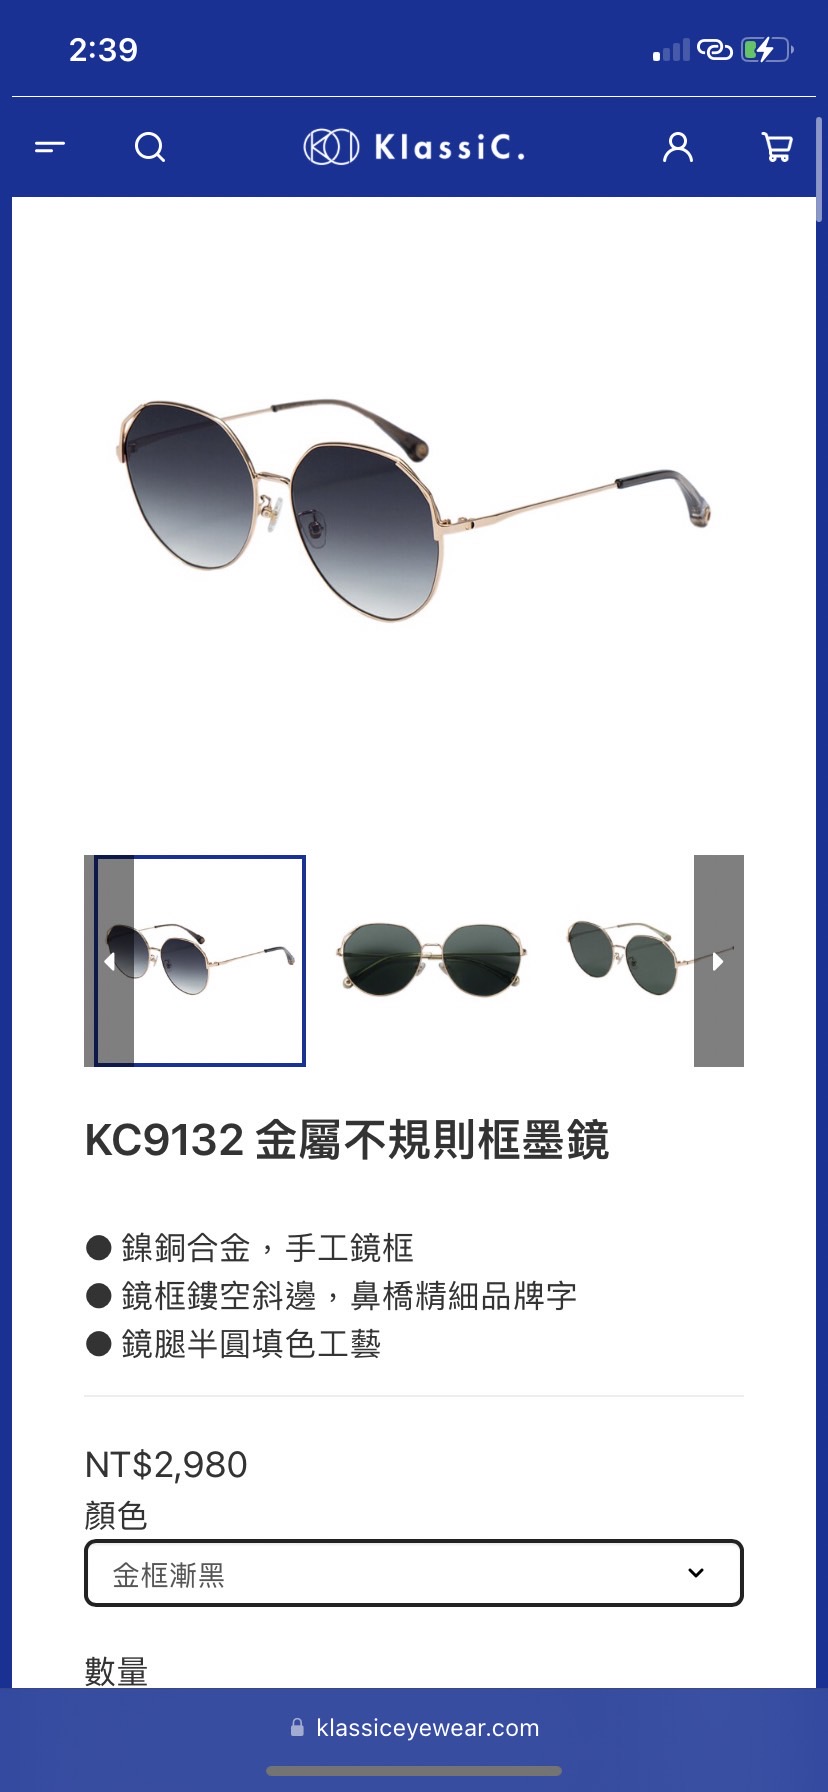 2:39
KlassiC.
KC9132 金屬不規則框墨鏡
● 鎳銅合金，手工鏡框
● 鏡框鏤空斜邊，鼻橋精細品牌字
● 鏡腿半圓填色工藝
NT$2,980
顏色
金框漸黑
數量
klassiceyewear.com